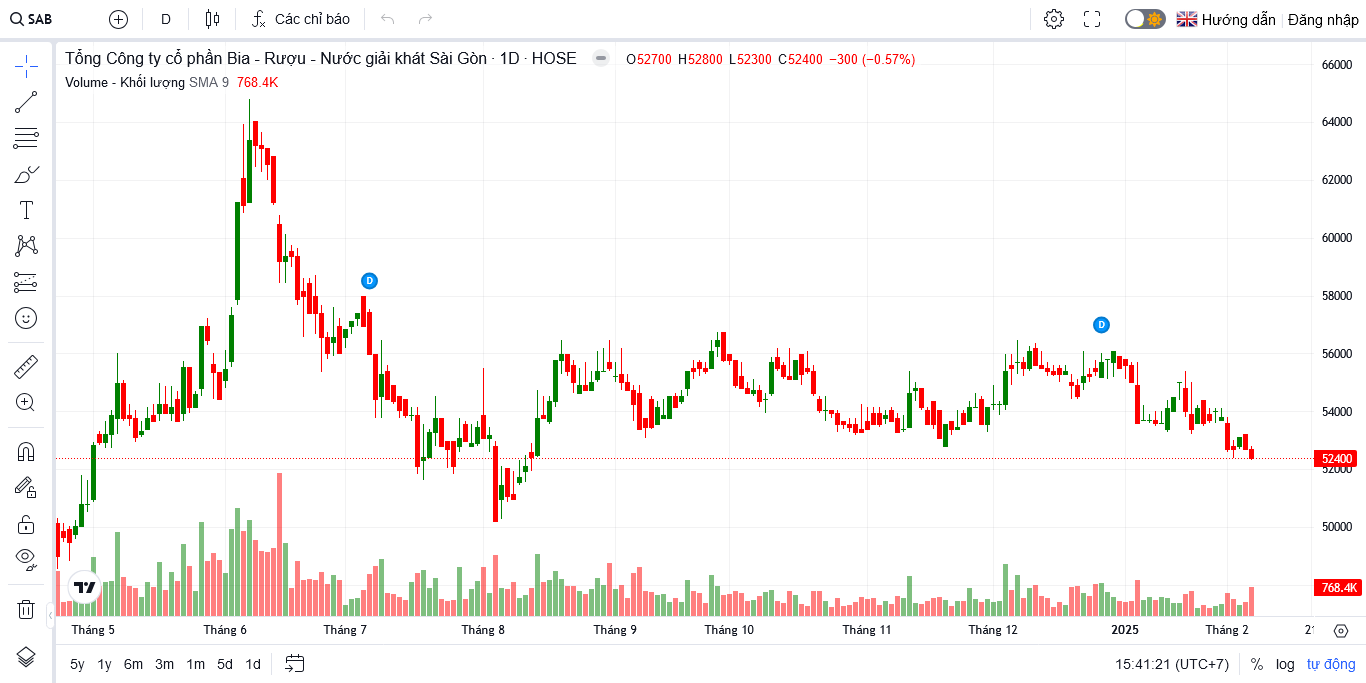 SAB D Các chỉ báo Hướng dẫn Đăng nhập
Tổng Công ty cổ phần Bia - Rượu - Nước giải khát Sài Gòn · 1D · HOSE O52700 H52800 L52300 C52400 −300 (−0.57%)
Volume - Khối lượng SMA 9 768.4K
66000
64000
62000
60000
58000
D
D
56000
54000
52400
52000
50000
768.4K
Tháng 5 Tháng 6 Tháng 7 Tháng 8 Tháng 9 Tháng 10 Tháng 11 Tháng 12 2025 Tháng 2
5y 1y 6m 3m 1m 5d 1d 15:41:21 (UTC+7) % log tự động